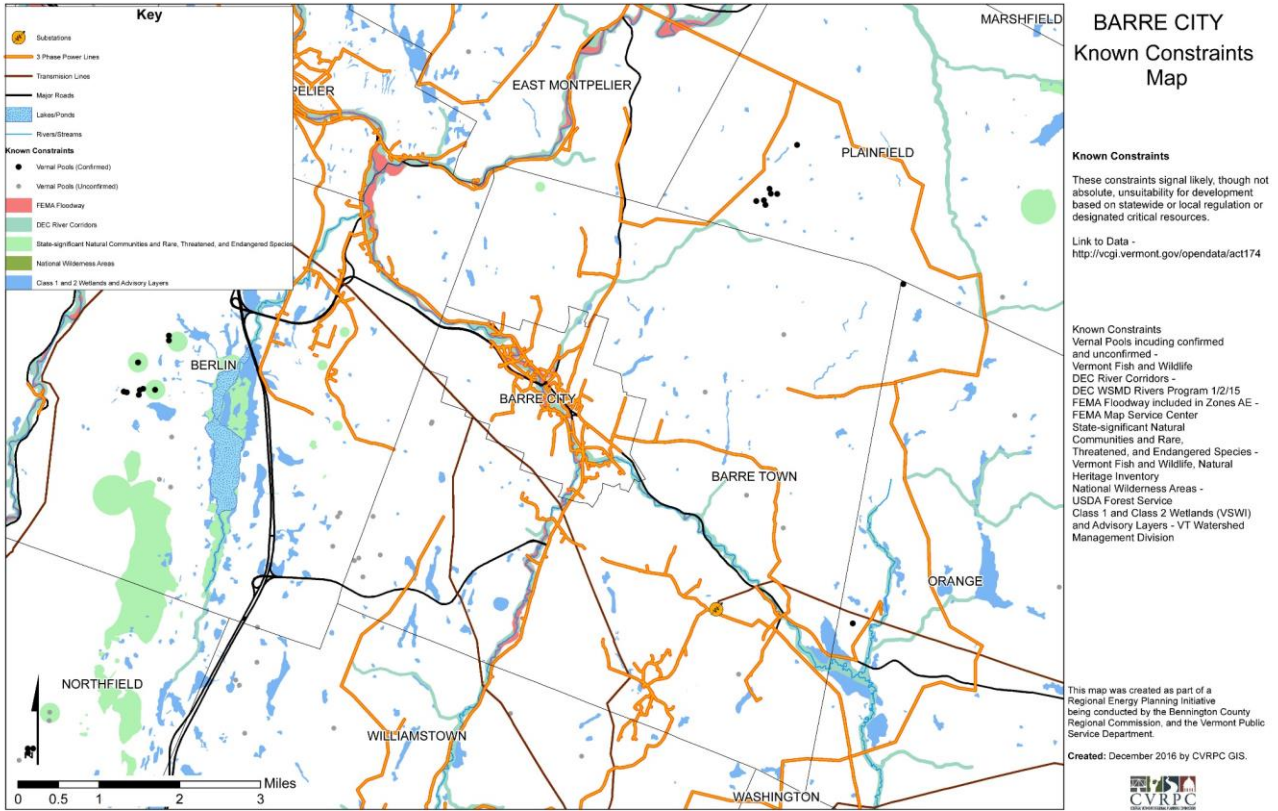 Key
Substations
3 Phase Power Lines
Transmision Lines
Major Roads
Lakes/Ponds
Rivers/Streams
Known Constraints
Vernal Pools (Confirmed)
Vernal Pools (Unconfirmed)
FEMA Floodway
DEC River Corridors
State-significant Natural Communities and Rare, Threatened, and Endangered Species
National Wilderness Areas
Class 1 and 2 Wetlands and Advisory Layers
MARSHFIELD
PELIER
EAST MONTPELIER
PLAINFIELD
BERLIN
BARRE CITY
BARRE TOWN
ORANGE
NORTHFIELD
WILLIAMSTOWN
WASHINGTON
0 0.5 1 2 3 Miles
BARRE CITY
Known Constraints
Map
Known Constraints
These constraints signal likely, though not
absolute, unsuitability for development
based on statewide or local regulation or
designated critical resources.
Link to Data -
http://vcgi.vermont.gov/opendata/act174
Known Constraints
Vernal Pools incuding confirmed
and unconfirmed -
Vermont Fish and Wildlife
DEC River Corridors -
DEC WSMD Rivers Program 1/2/15
FEMA Floodway included in Zones AE -
FEMA Map Service Center
State-significant Natural
Communities and Rare,
Threatened, and Endangered Species -
Vermont Fish and Wildlife, Natural
Heritage Inventory
National Wilderness Areas -
USDA Forest Service
Class 1 and Class 2 Wetlands (VSWI)
and Advisory Layers - VT Watershed
Management Division
This map was created as part of a
Regional Energy Planning Initiative
being conducted by the Bennington County
Regional Commission, and the Vermont Public
Service Department.
Created: December 2016 by CVRPC GIS.
CVRPC